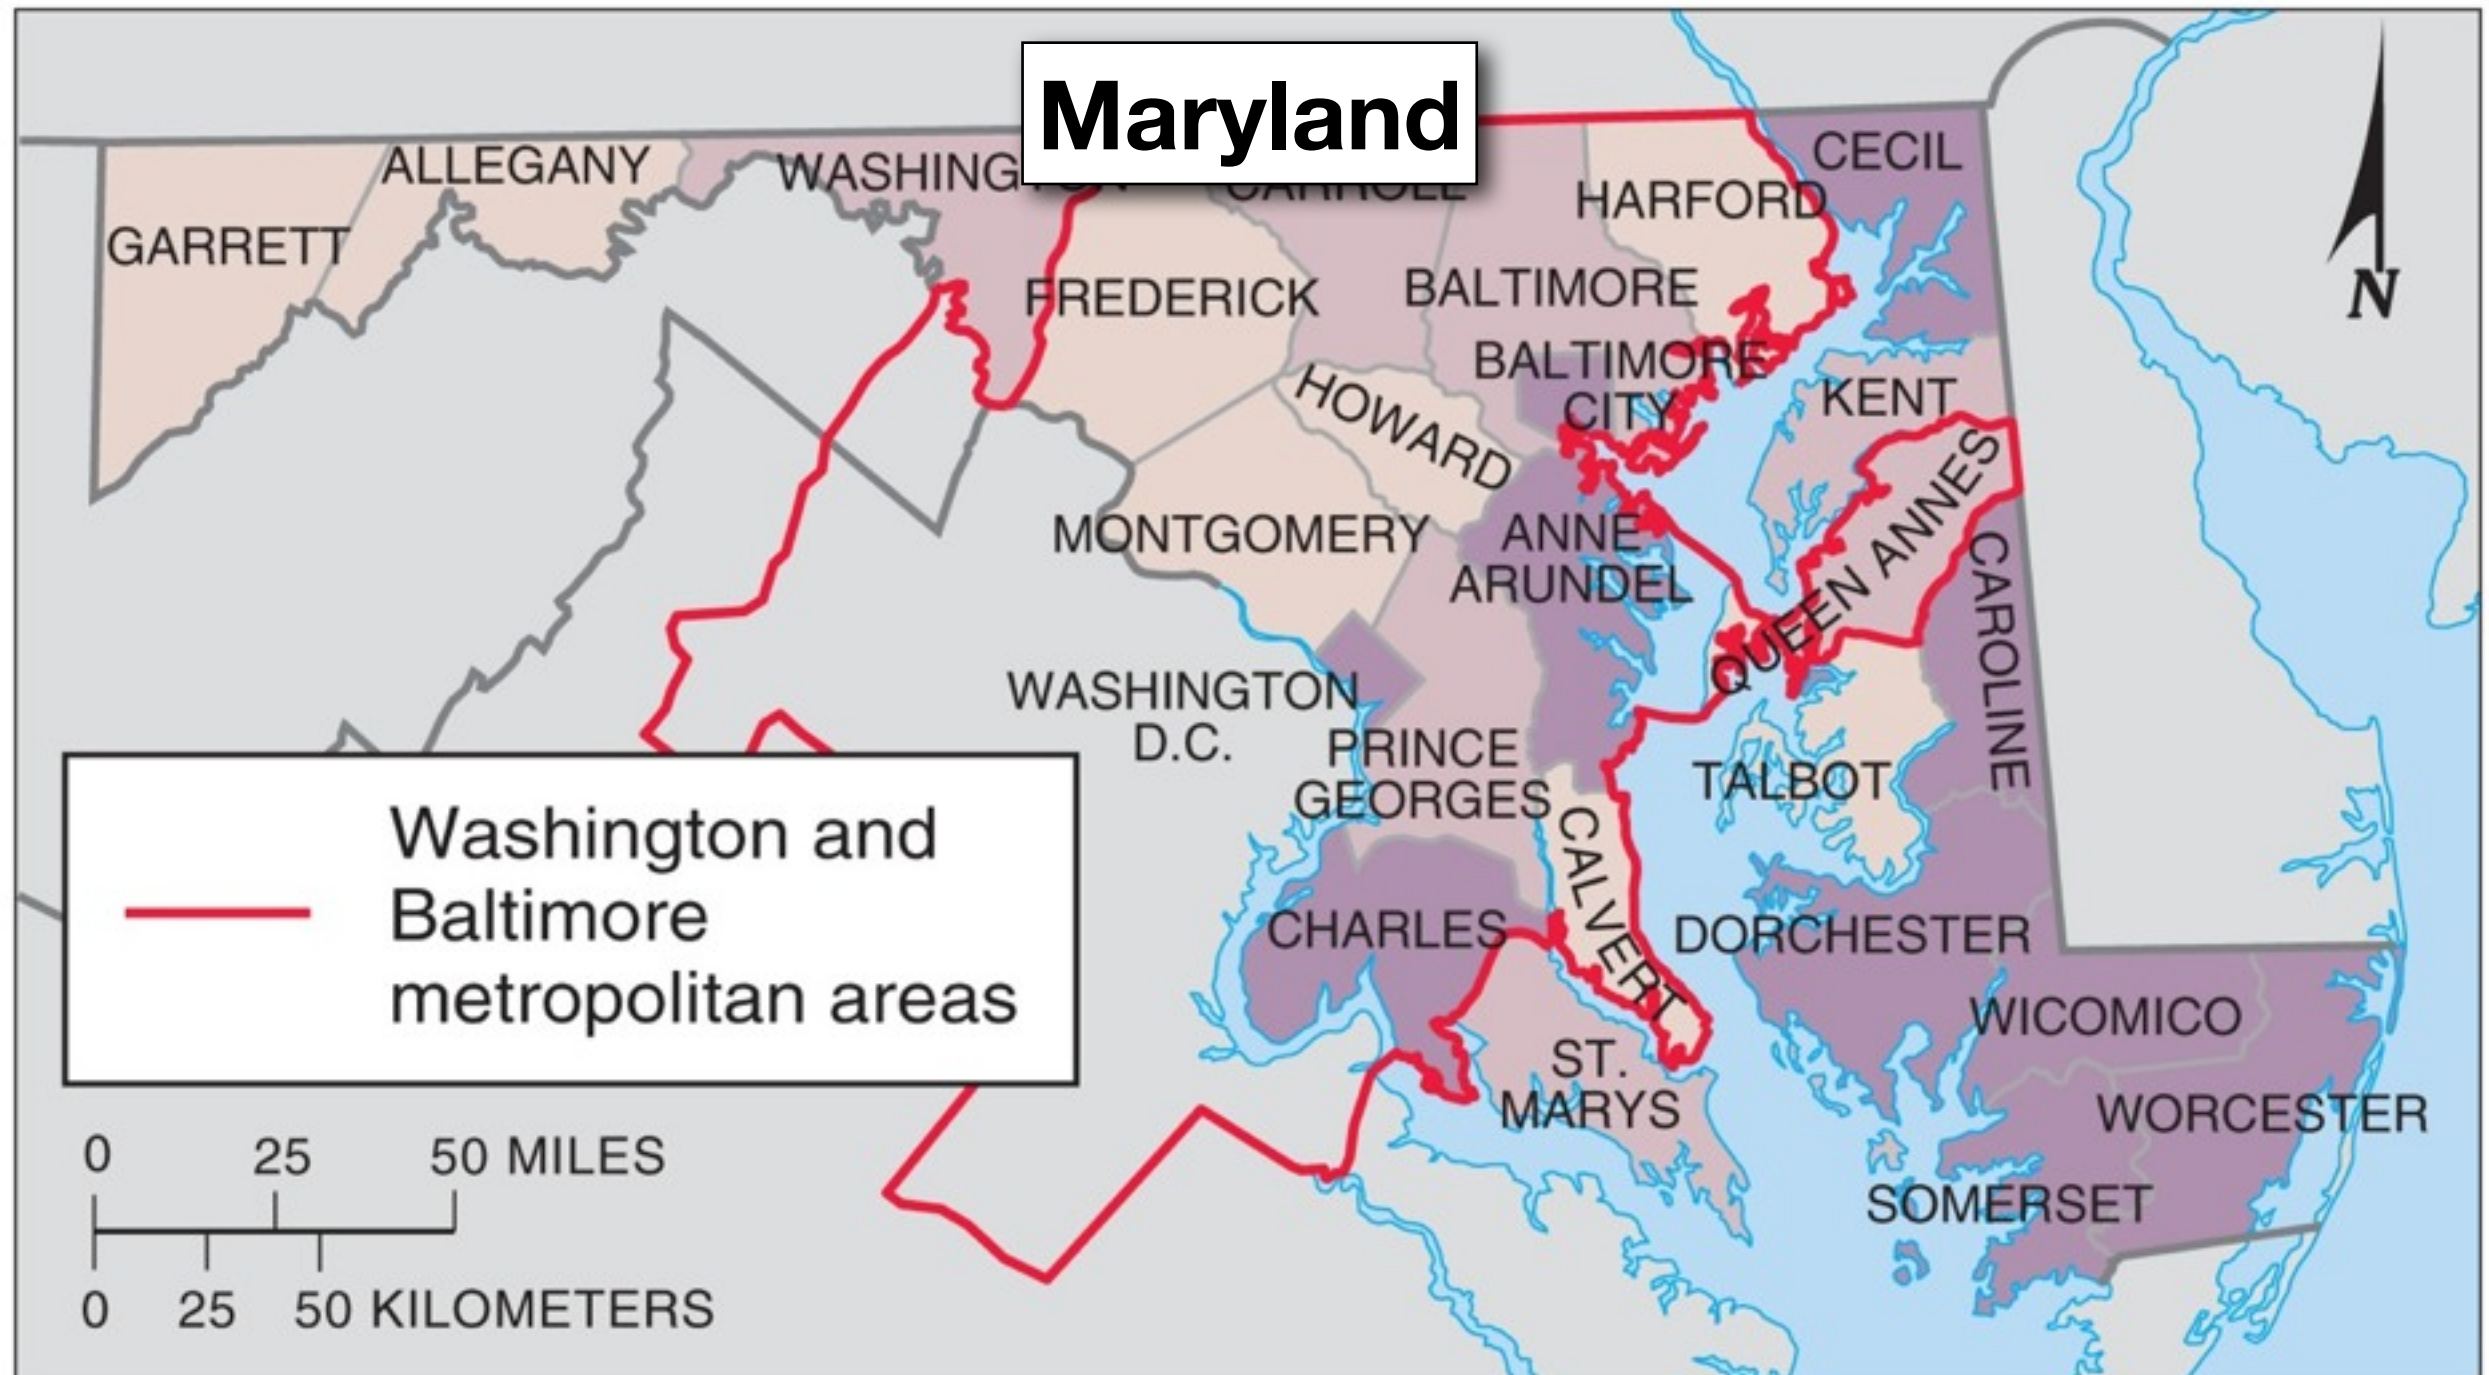 Maryland
ALLEGANY
WASHINGTON
CARROLL
CECIL
HARFORD
GARRETT
FREDERICK
BALTIMORE
N
BALTIMORE
CITY
KENT
HOWARD
QUEEN ANNES
MONTGOMERY
ANNE
ARUNDEL
CAROLINE
WASHINGTON
D.C.
PRINCE
GEORGES
TALBOT
CALVERT
CHARLES
DORCHESTER
WICOMICO
ST.
MARYS
WORCESTER
SOMERSET
Washington and
Baltimore
metropolitan areas
0 25 50 MILES
0 25 50 KILOMETERS